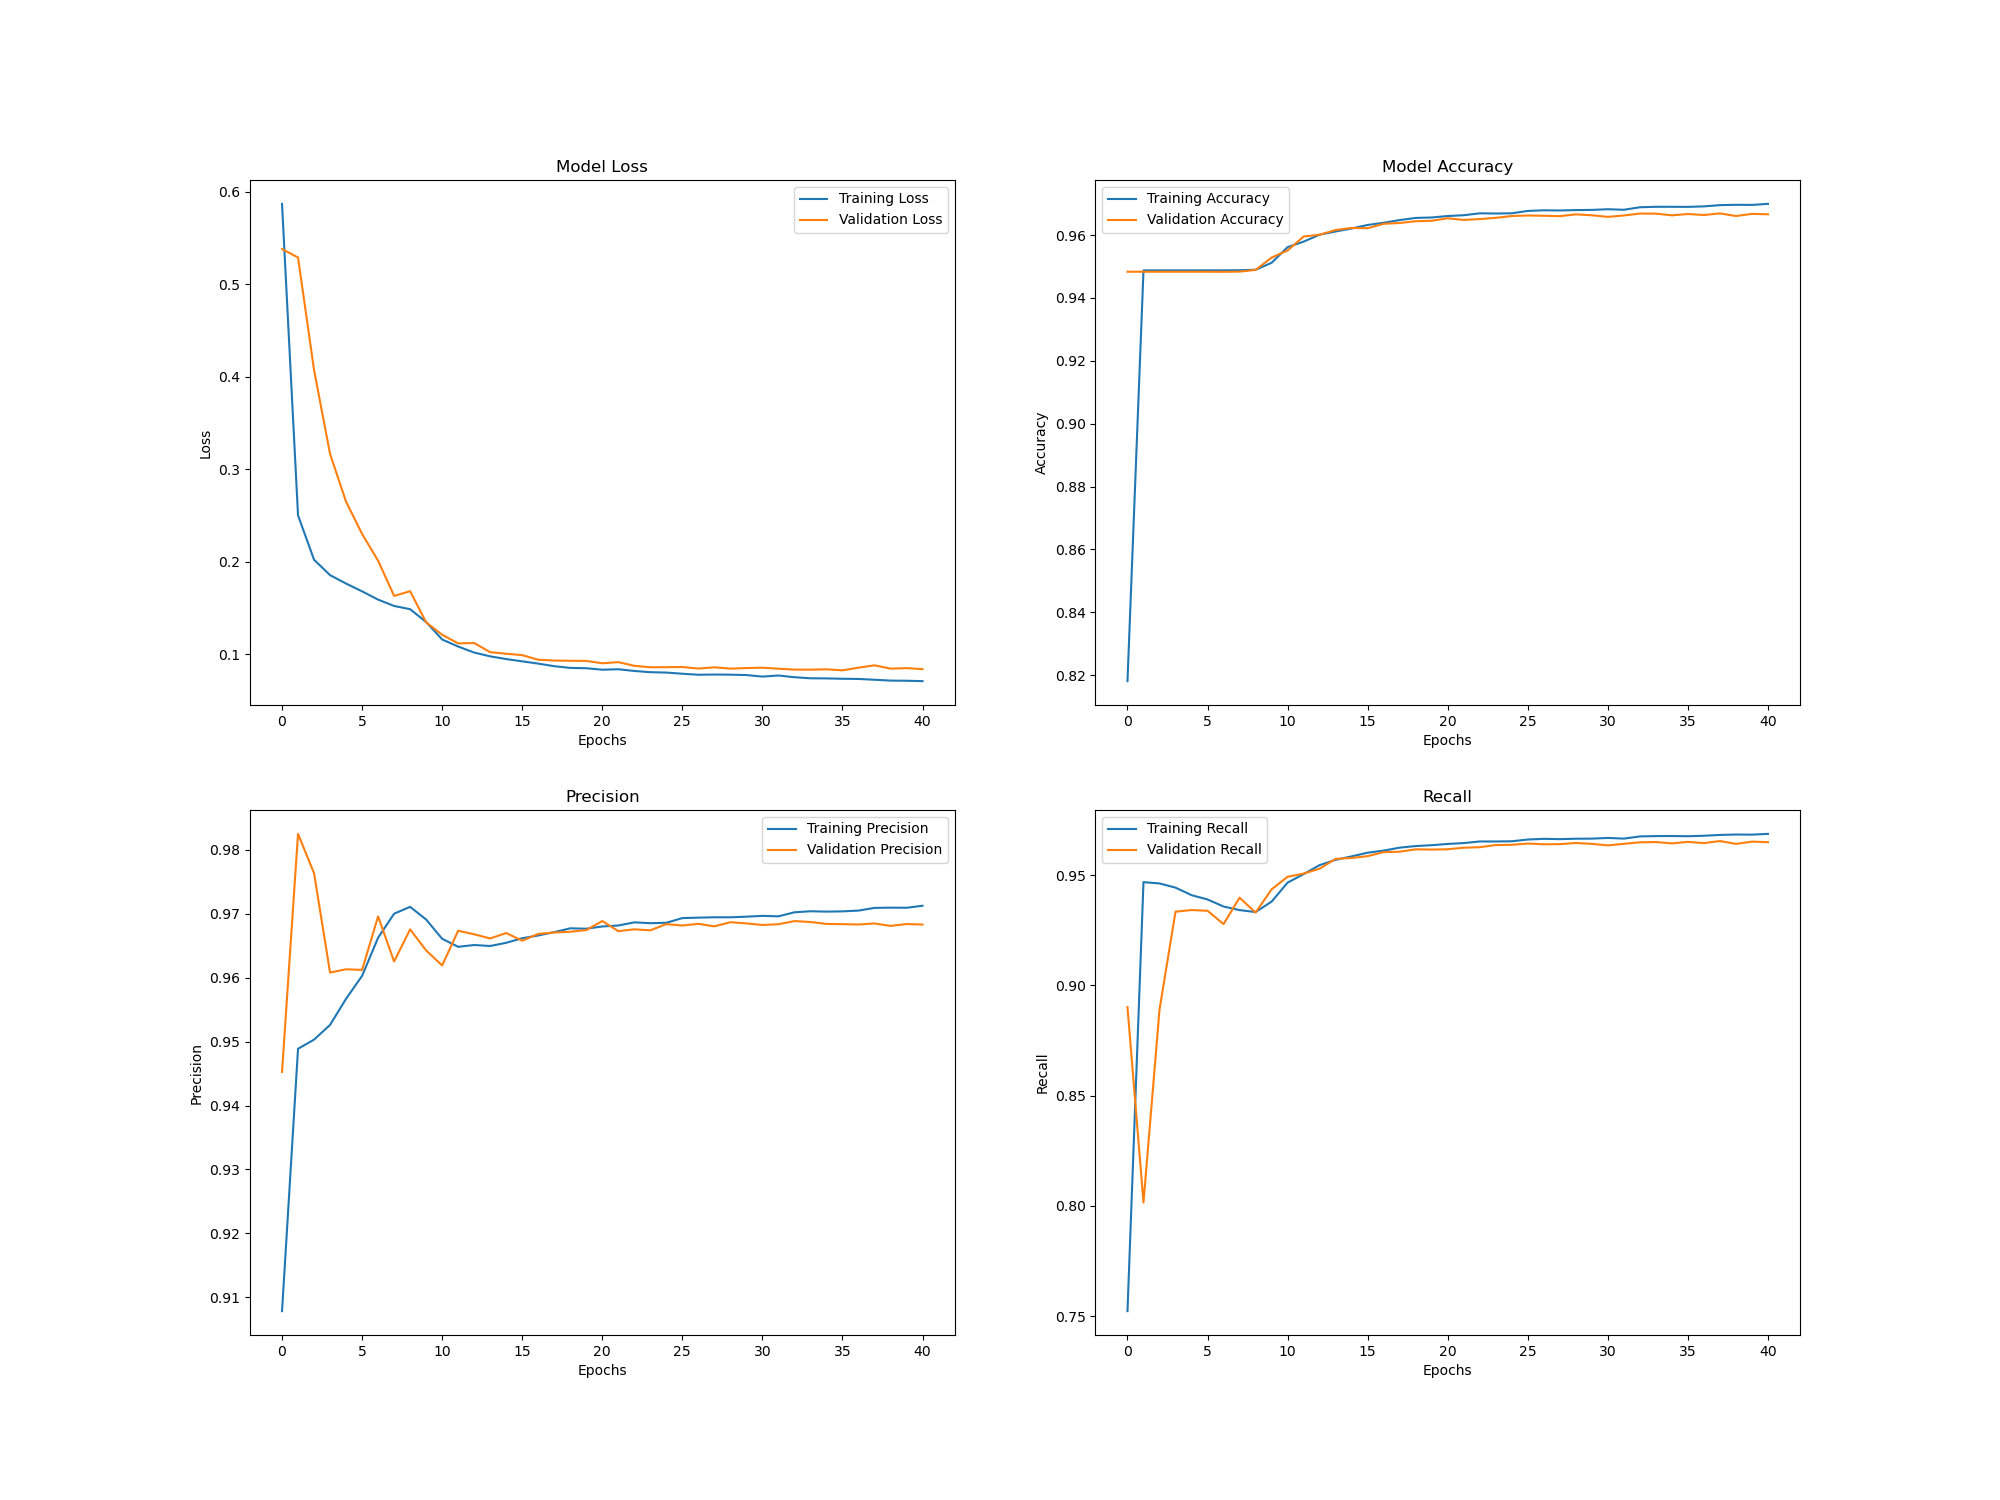 Model Loss
Training Loss
Validation Loss
0.6
0.5
0.4
0.3
0.2
0.1
Loss
0 5 10 15 20 25 30 35 40
Epochs
Model Accuracy
Training Accuracy
Validation Accuracy
0.96
0.94
0.92
0.90
0.88
0.86
0.84
0.82
Accuracy
0 5 10 15 20 25 30 35 40
Epochs
Precision
Training Precision
Validation Precision
0.98
0.97
0.96
0.95
0.94
0.93
0.92
0.91
Precision
0 5 10 15 20 25 30 35 40
Epochs
Recall
Training Recall
Validation Recall
0.95
0.90
0.85
0.80
0.75
Recall
0 5 10 15 20 25 30 35 40
Epochs